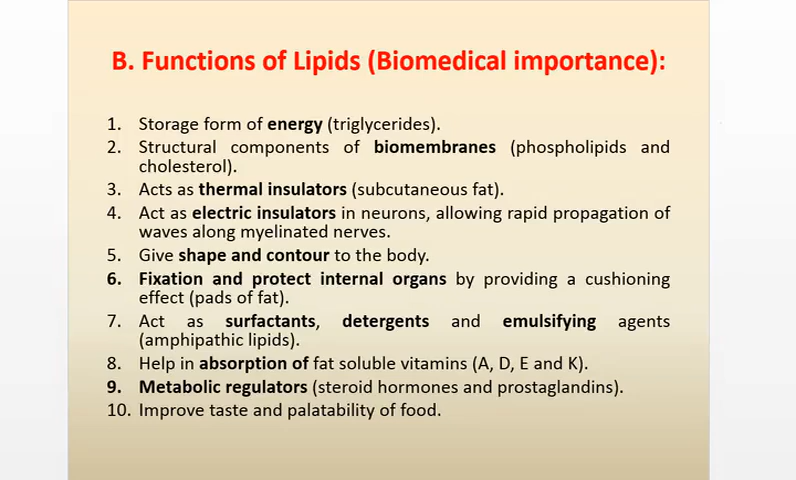 B. Functions of Lipids (Biomedical importance):
1. Storage form of energy (triglycerides).
2. Structural components of biomembranes (phospholipids and
cholesterol).
3. Acts as thermal insulators (subcutaneous fat).
4. Act as electric insulators in neurons, allowing rapid propagation of
waves along myelinated nerves.
5. Give shape and contour to the body.
6. Fixation and protect internal organs by providing a cushioning
effect (pads of fat).
7. Act as surfactants, detergents and emulsifying agents
(amphipathic lipids).
8. Help in absorption of fat soluble vitamins (A, D, E and K).
9. Metabolic regulators (steroid hormones and prostaglandins).
10. Improve taste and palatability of food.